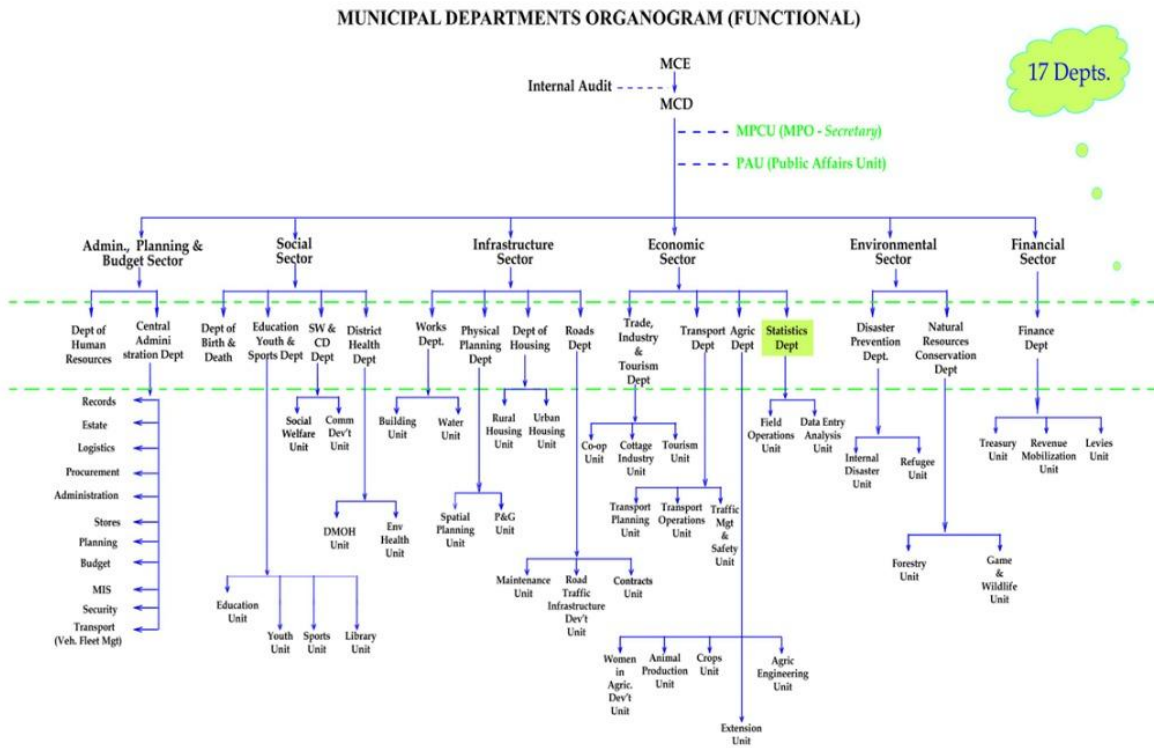 MUNICIPAL DEPARTMENTS ORGANOGRAM (FUNCTIONAL)
17 Depts.
MCE
Internal Audit
MCD
MPCU (MPO - Secretary)
PAU (Public Affairs Unit)
Admin., Planning &
Budget Sector
Social
Sector
Infrastructure
Sector
Economic
Sector
Environmental
Sector
Financial
Sector
Dept of
Human
Resources
Central
Admini
stration Dept
Dept of
Birth &
Death
Education
Youth &
Sports Dept
SW &
CD
Dept
District
Health
Dept
Works
Dept.
Physical
Planning
Dept
Dept of
Housing
Roads
Dept
Trade,
Industry
&
Tourism
Dept
Transport
Dept
Agric
Dept
Statistics
Dept
Disaster
Prevention
Dept.
Natural
Resources
Conservation
Dept
Finance
Dept
Records
Estate
Logistics
Procurement
Administration
Stores
Planning
Budget
MIS
Security
Transport
(Veh. Fleet Mgt)
Social
Welfare
Unit
Comm
Dev't
Unit
Building
Unit
Water
Unit
Rural
Housing
Unit
Urban
Housing
Unit
Co-op
Unit
Cottage
Industry
Unit
Tourism
Unit
Field
Operations
Unit
Data Entry
Analysis
Unit
Internal
Disaster
Unit
Refugee
Unit
Treasury
Unit
Revenue
Mobilization
Unit
Levies
Unit
DMOH
Unit
Env
Health
Unit
Spatial
Planning
Unit
P&G
Unit
Transport
Planning
Unit
Transport
Operations
Unit
Traffic
Mgt
&
Safety
Unit
Forestry
Unit
Game
&
Wildlife
Unit
Education
Unit
Youth
Unit
Sports
Unit
Library
Unit
Maintenance
Unit
Road
Traffic
Infrastructure
Dev't
Unit
Contracts
Unit
Women
in
Agric.
Dev't
Unit
Animal
Production
Unit
Crops
Unit
Agric
Engineering
Unit
Extension
Unit